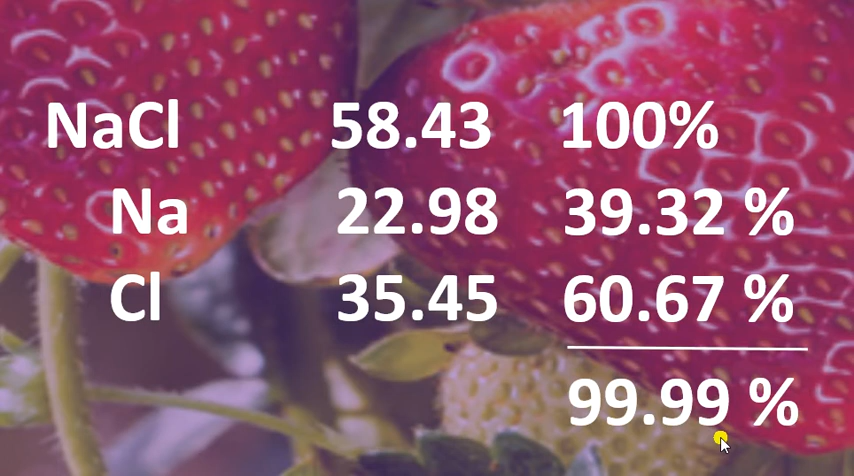 NaCl 58.43 100%
Na 22.98 39.32 %
Cl 35.45 60.67 %
99.99 %